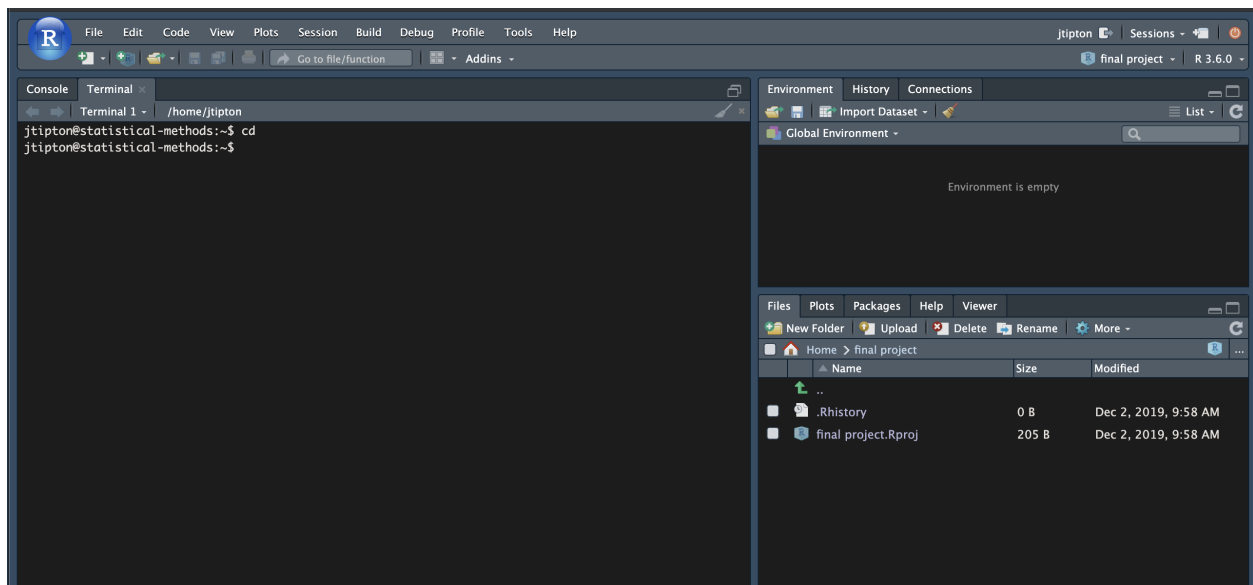 R File Edit Code View Plots Session Build Debug Profile Tools Help jtipton Sessions
Go to file/function Addins final project R 3.6.0
Console Terminal
Terminal 1 /home/jtipton
jtipton@statistical-methods:~$ cd
jtipton@statistical-methods:~$
Environment History Connections
Import Dataset List
Global Environment
Environment is empty
Files Plots Packages Help Viewer
New Folder Upload Delete Rename More
Home > final project R ...
Name Size Modified
..
.Rhistory 0 B Dec 2, 2019, 9:58 AM
final project.Rproj 205 B Dec 2, 2019, 9:58 AM